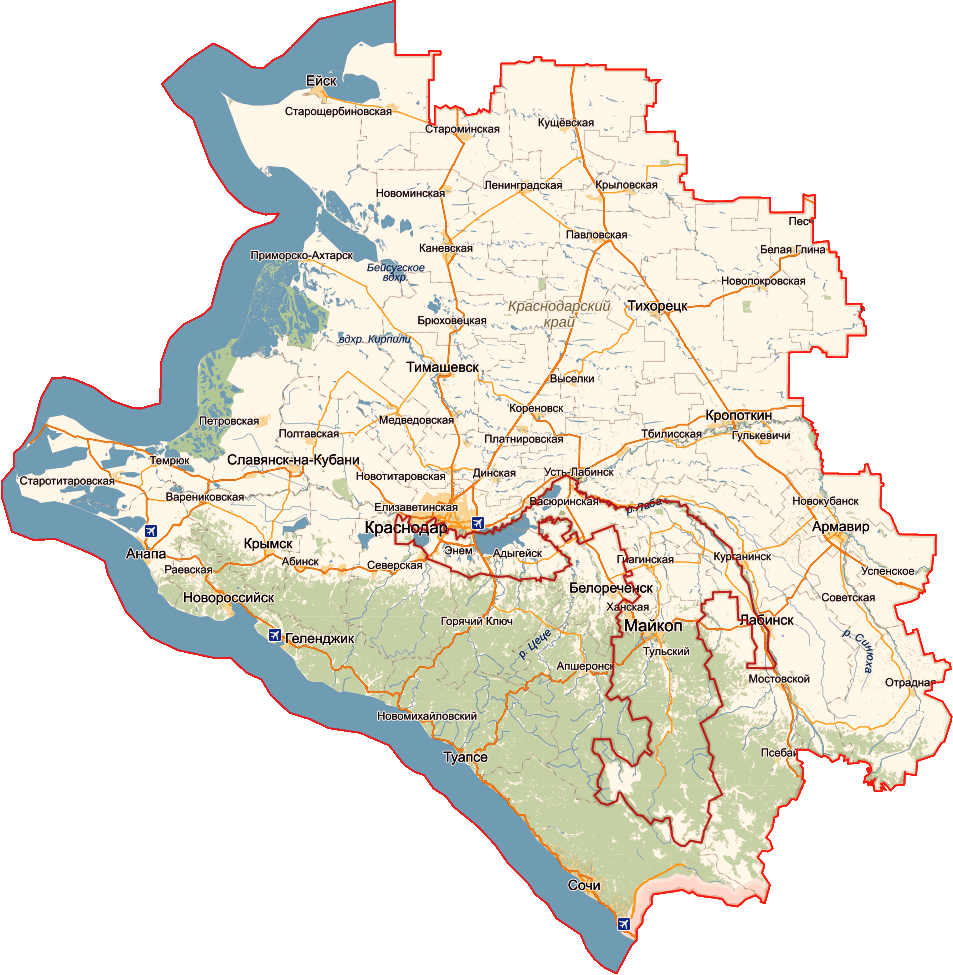 Ейск
Старощербиновская
Староминская
Кущёвская
Новоминская
Ленинградская
Крыловская
Пес
Каневская
Павловская
Белая Глина
Приморско-Ахтарск
Бейсугское
вдхр.
Новопокровская
Краснодарский
край
Тихорецк
Брюховецкая
вдхр. Кирпили
Тимашевск
Выселки
Кореновск
Кропоткин
Петровская
Медведовская
Полтавская
Платнировская
Тбилисская
Гулькевичи
Темрюк
Славянск-на-Кубани
Старотитаровская
Новотитаровская
Динская
Усть-Лабинск
Варениковская
Елизаветинская
Васюринская
р. Лаба
Новокубанск
Краснодар
Армавир
Анапа
Крымск
Энем
Адыгейск
Абинск
Северская
Гиагинская
Курганинск
Раевская
Успенское
Белореченск
Новороссийск
Советская
Ханская
Горячий Ключ
Майкоп
Лабинск
Геленджик
р. Цеце
Тульский
р. Синюха
Апшеронск
Мостовской
Отрадная
Новомихайловский
Туапсе
Псебай
Сочи